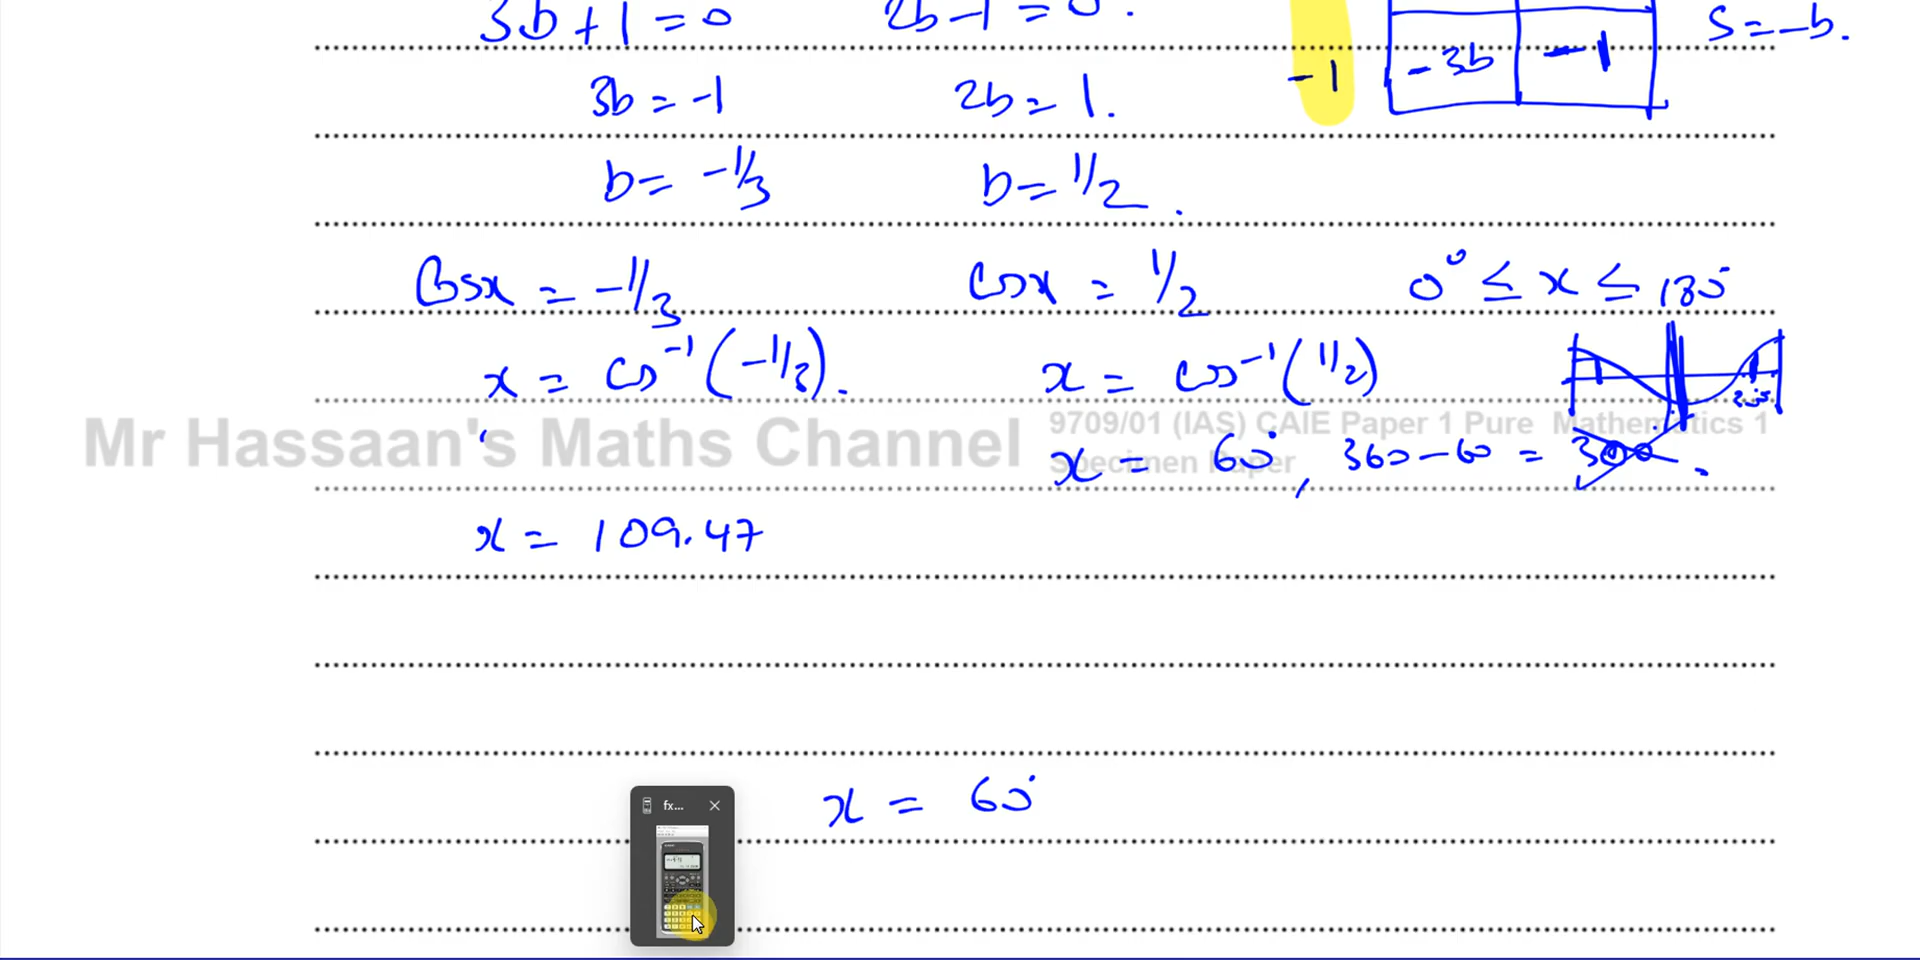 3b + 1 = 0 2b - 1 = 0 . s = -b.
-3b -1
-1
3b = -1 2b = 1.
b = -1/3 b = 1/2 .
Cosx = -1/3 cosx = 1/2 0° ≤ x ≤ 180°
x = cos⁻¹(-1/3). x = cos⁻¹(1/2)
Mr Hassaan's Maths Channel
9709/01 (IAS) CAIE Paper 1 Pure Mathematics 1
Specimen Paper
x = 60°, 360-60 = 300.
x = 109.47
x = 60°
fx...